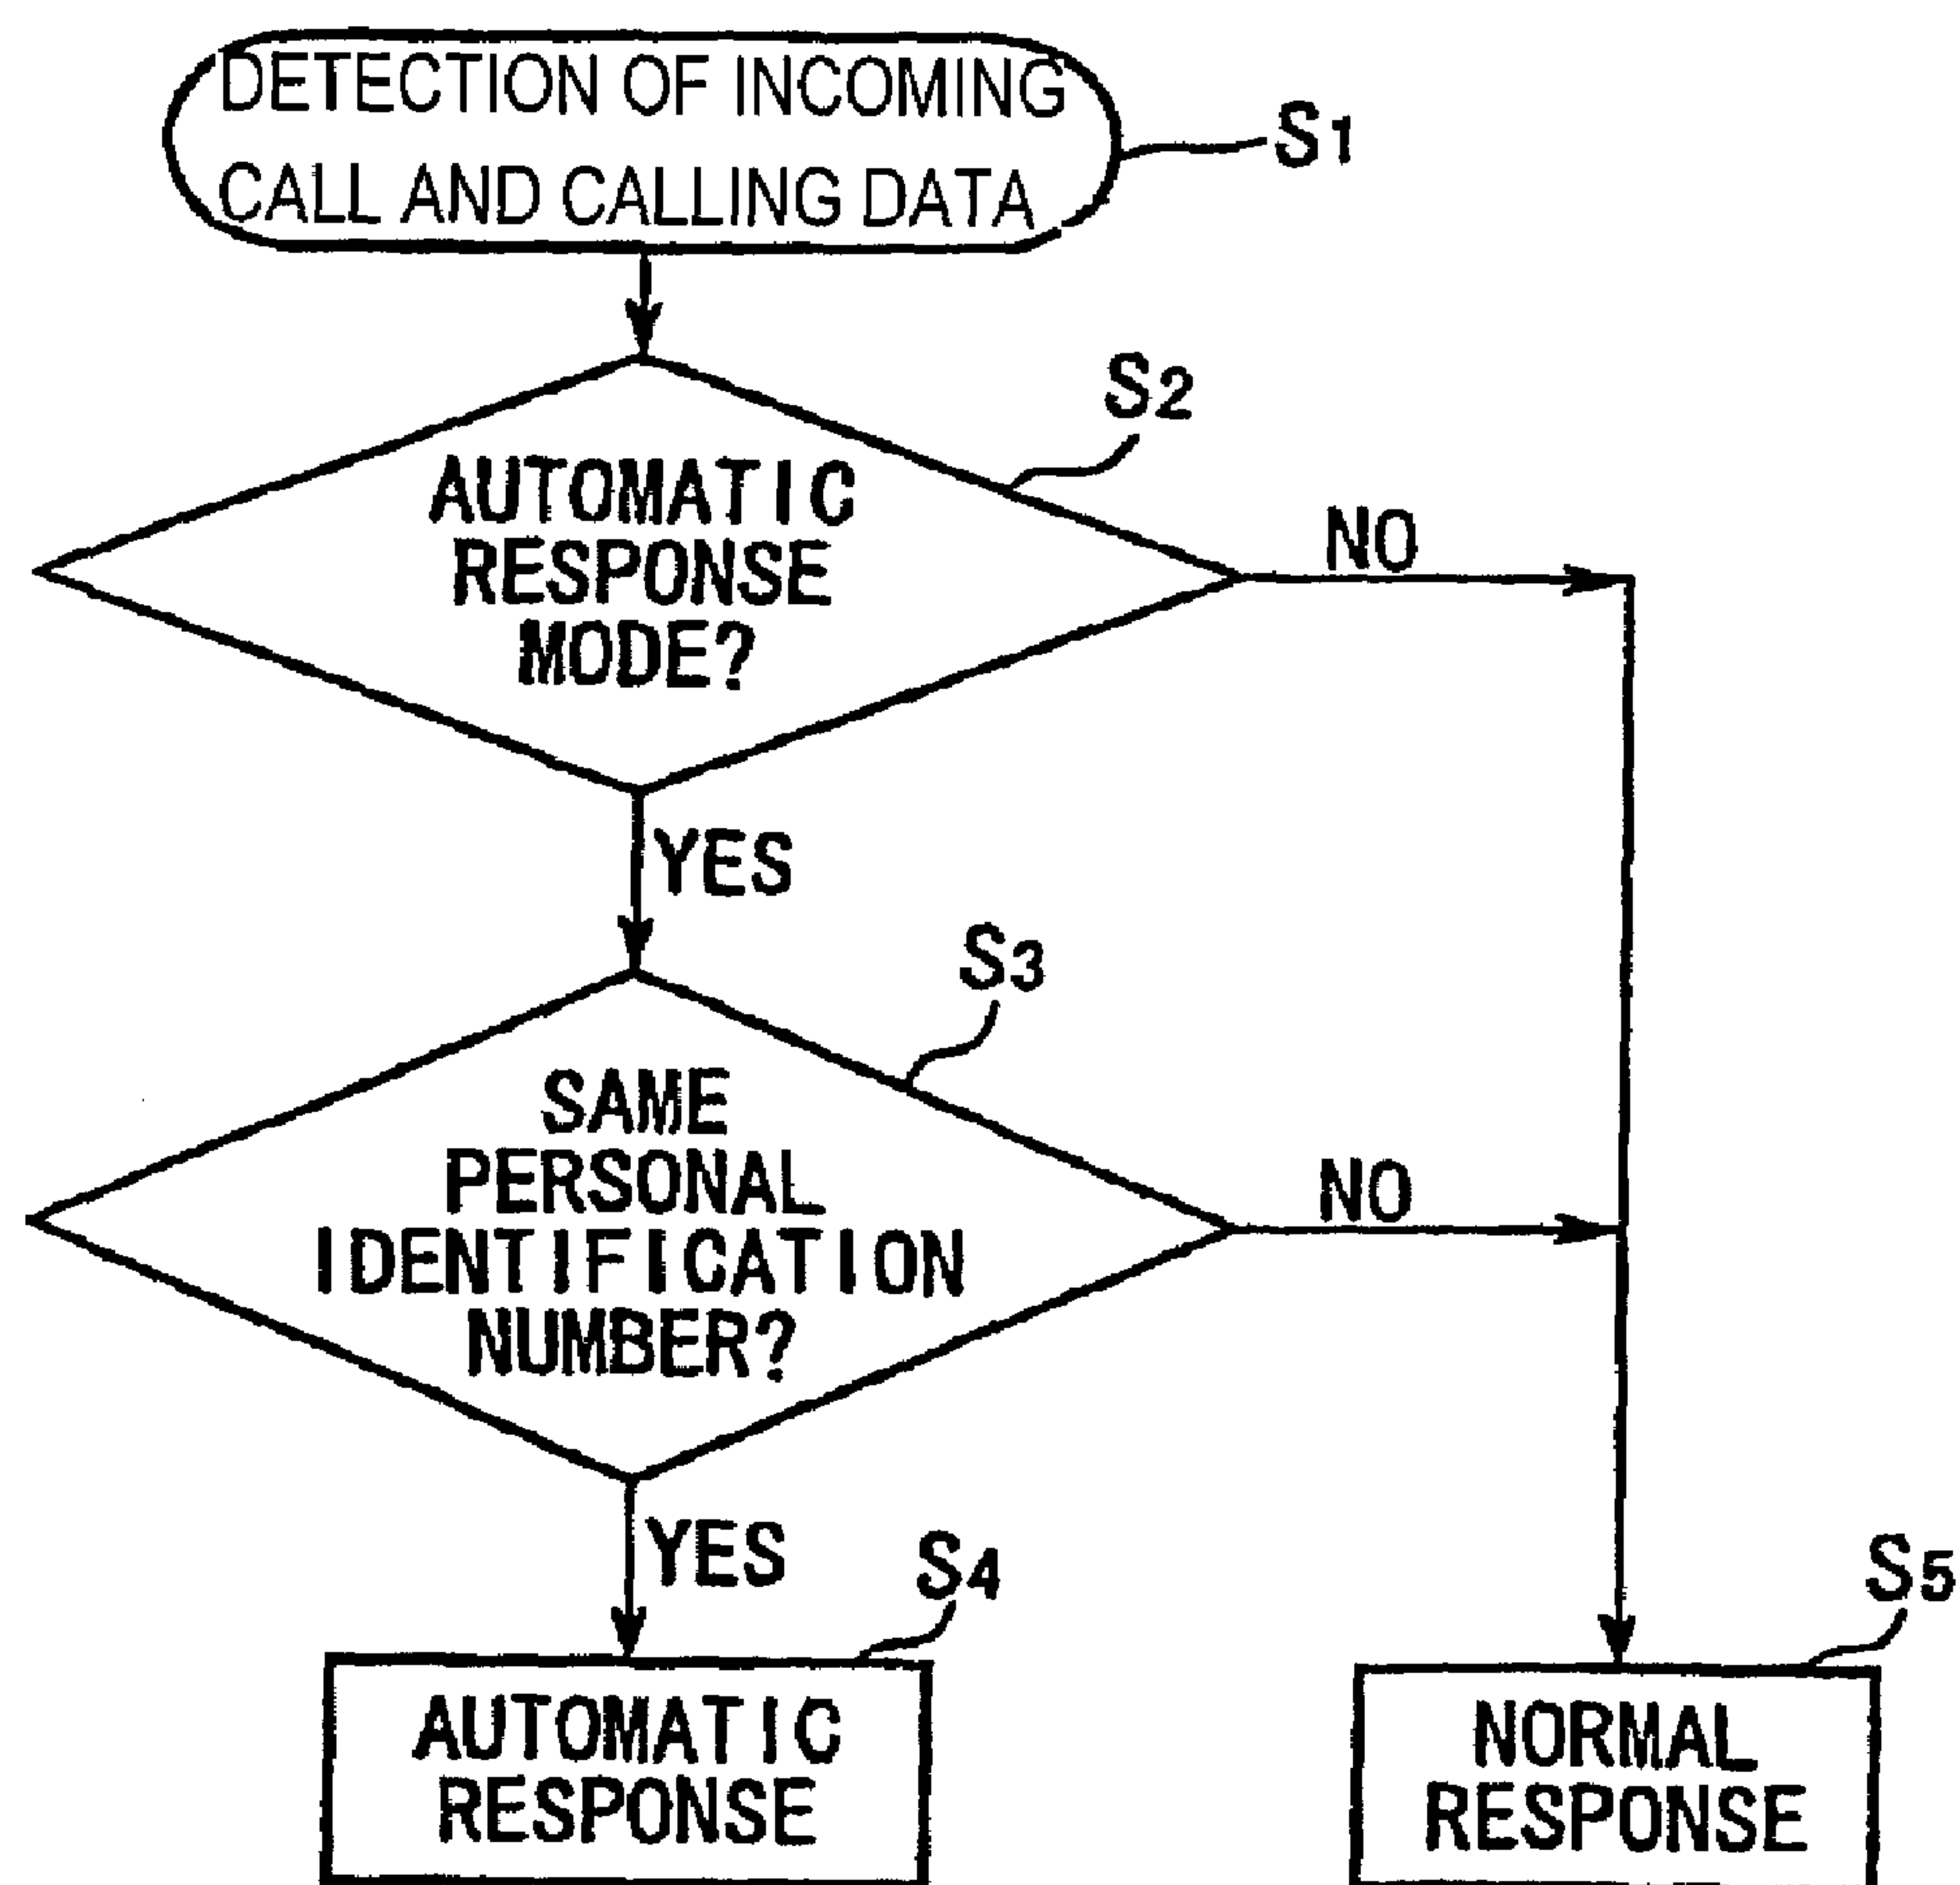 DETECTION OF INCOMING
CALL AND CALLING DATA
S1
S2
AUTOMATIC
RESPONSE
MODE?
NO
YES
S3
SAME
PERSONAL
IDENTIFICATION
NUMBER?
NO
YES
S4
S5
AUTOMATIC
RESPONSE
NORMAL
RESPONSE